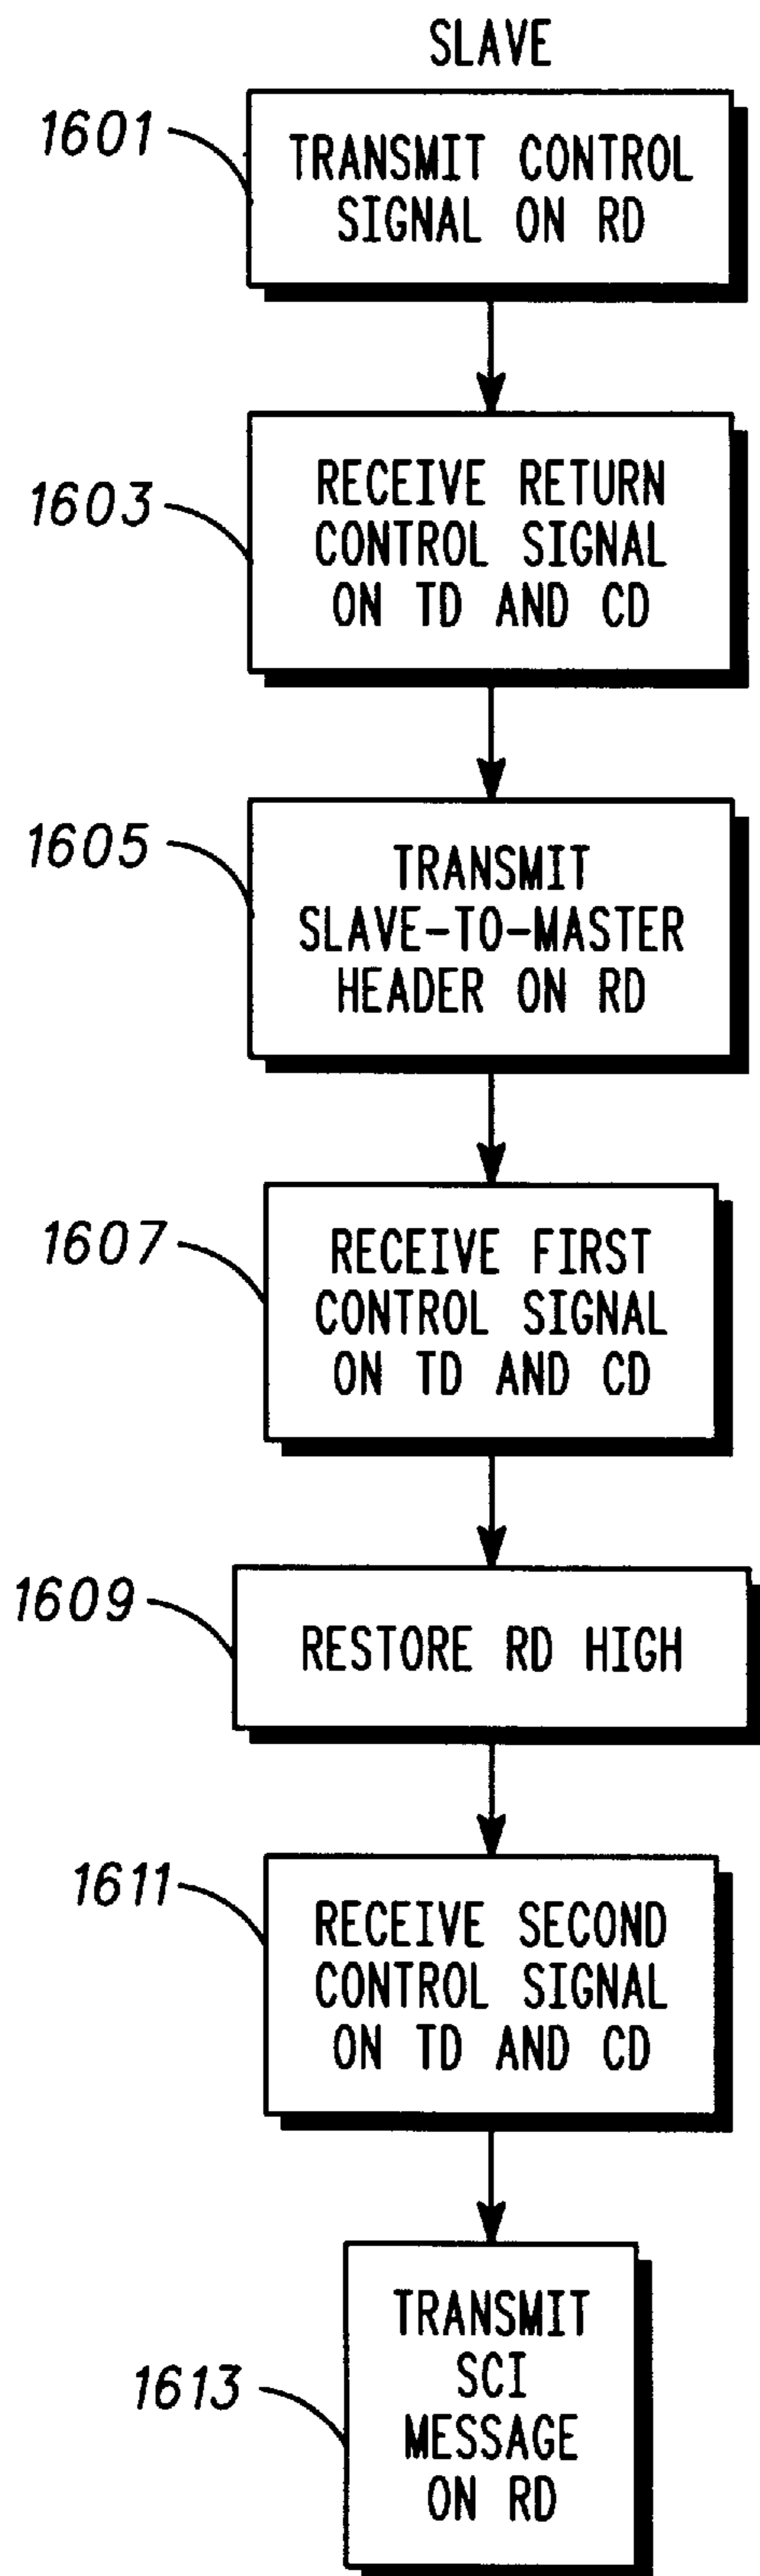 SLAVE
1601
TRANSMIT CONTROL
SIGNAL ON RD
1603
RECEIVE RETURN
CONTROL SIGNAL
ON TD AND CD
1605
TRANSMIT
SLAVE-TO-MASTER
HEADER ON RD
1607
RECEIVE FIRST
CONTROL SIGNAL
ON TD AND CD
1609
RESTORE RD HIGH
1611
RECEIVE SECOND
CONTROL SIGNAL
ON TD AND CD
1613
TRANSMIT
SCI
MESSAGE
ON RD